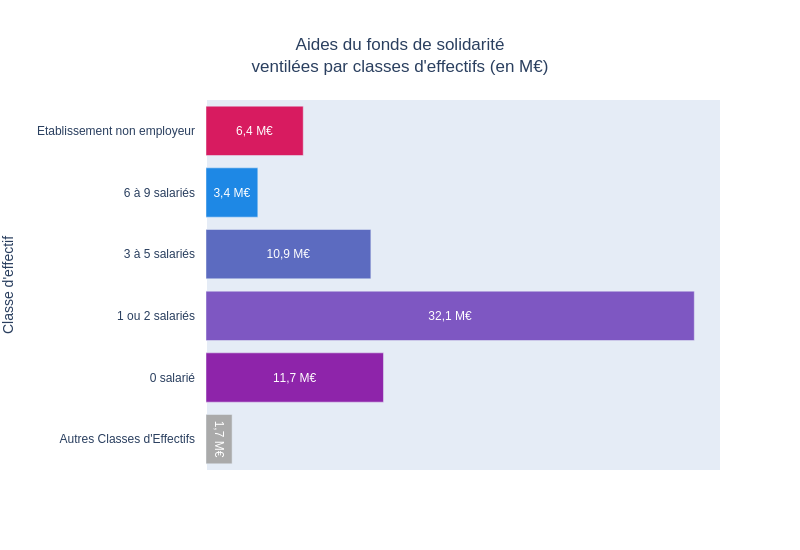 Aides du fonds de solidarité
ventilées par classes d'effectifs (en M€)
Classe d'effectif
Etablissement non employeur
6,4 M€
6 à 9 salariés
3,4 M€
3 à 5 salariés
10,9 M€
1 ou 2 salariés
32,1 M€
0 salarié
11,7 M€
Autres Classes d'Effectifs
1,7 M€